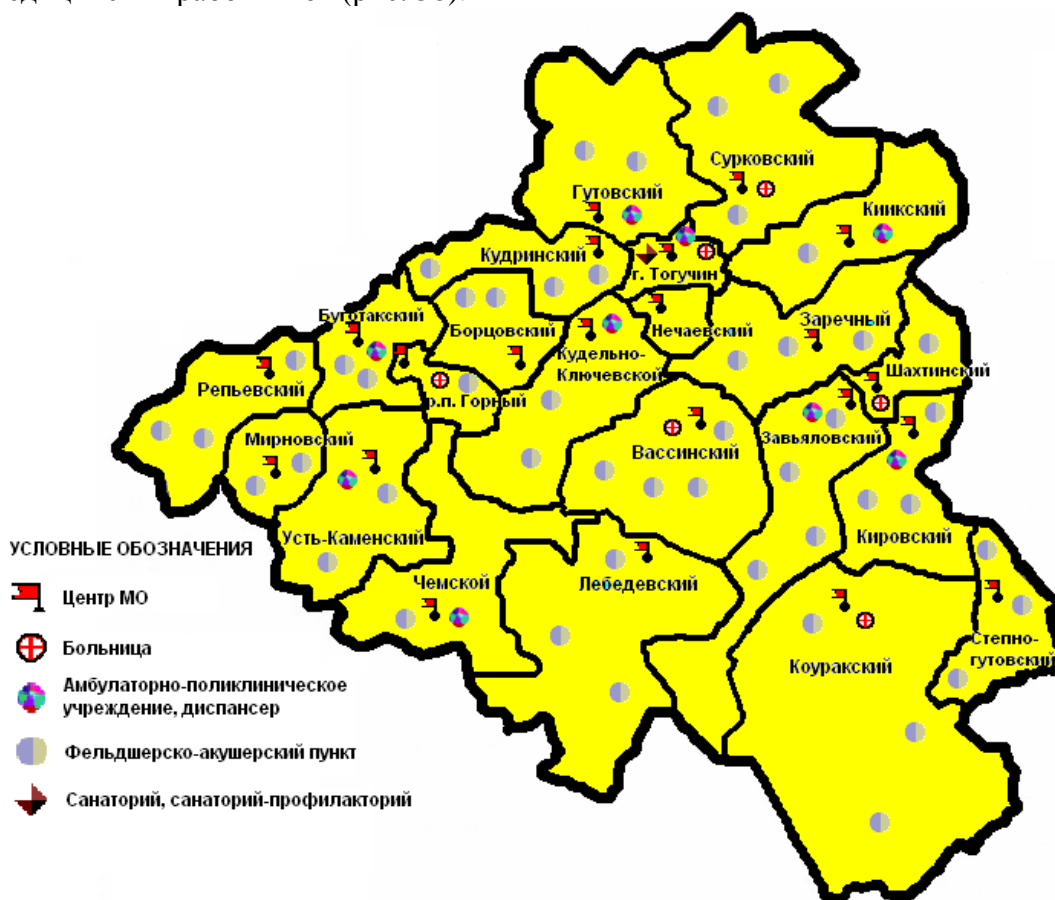 Сурковский
Гутовский
Киикский
Кудринский
г. Тогучин
Буготакский
Борцовский
Нечаевский
Заречный
Кудельно-
Ключевской
Шахтинский
Репьевский
р.п. Горный
Мирновский
Вассинский
Завьяловский
Усть-Каменский
Кировский
Чемской
Лебедевский
Коуракский
Степно-
гутовский
УСЛОВНЫЕ ОБОЗНАЧЕНИЯ
Центр МО
Больница
Амбулаторно-поликлиническое
учреждение, диспансер
Фельдшерско-акушерский пункт
Санаторий, санаторий-профилакторий